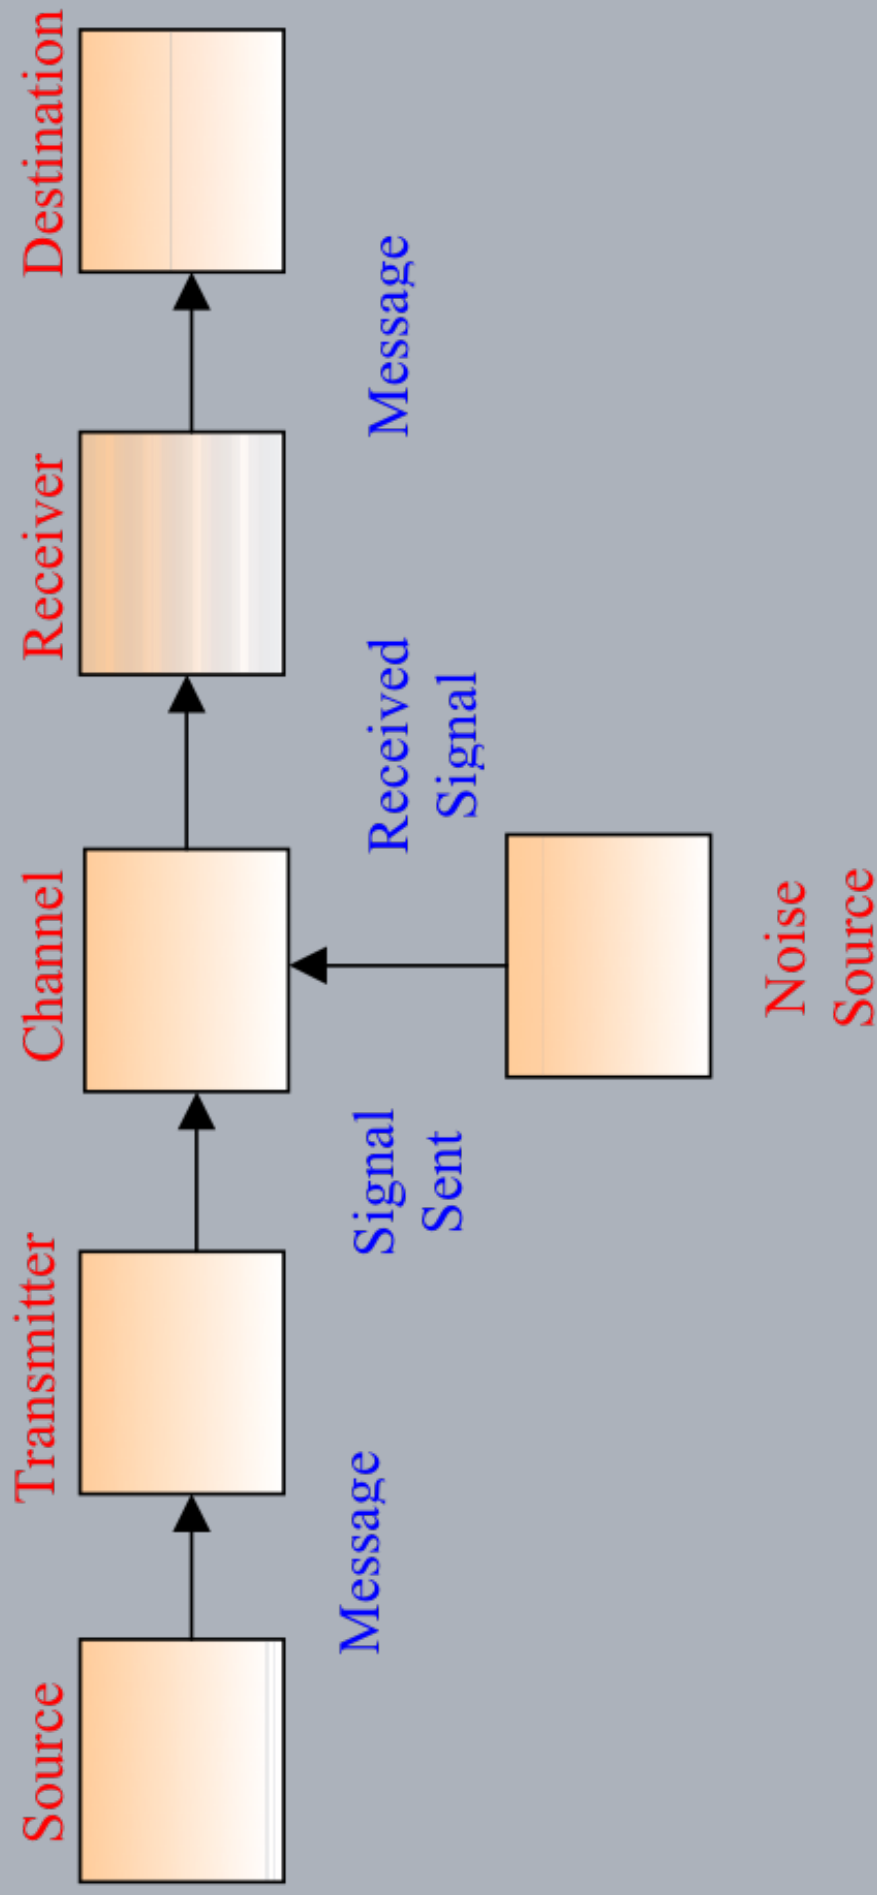 Source
Transmitter
Channel
Receiver
Destination
Message
Signal
Sent
Received
Signal
Message
Noise
Source